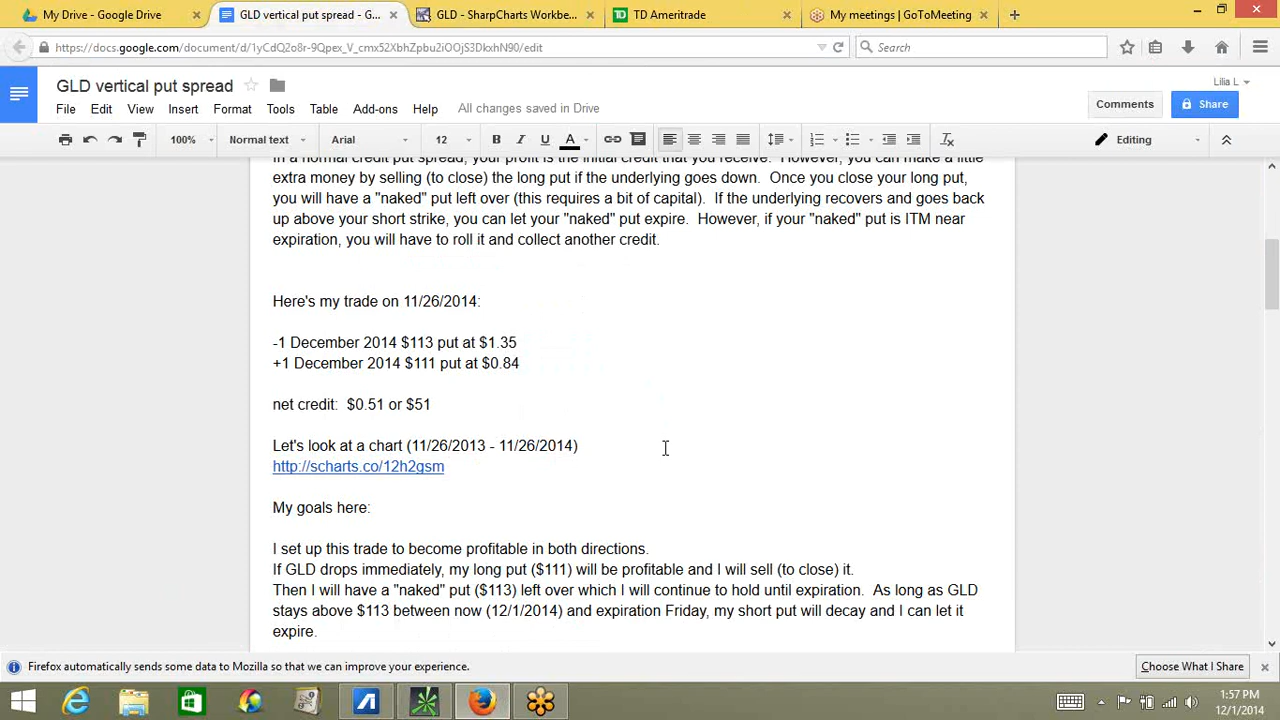 My Drive - Google Drive
GLD vertical put spread - G...
GLD - SharpCharts Workbe...
TD Ameritrade
My meetings | GoToMeeting
https://docs.google.com/document/d/1yCdQ2o8r-9Qpex_V_cmx52XbhZpbu2iOOjS3DkxhN90/edit
Search
GLD vertical put spread
Lilia L
File Edit View Insert Format Tools Table Add-ons Help All changes saved in Drive
Comments
Share
100% Normal text Arial 12 B I U A Editing
In a normal credit put spread, your profit is the initial credit that you receive. However, you can make a little
extra money by selling (to close) the long put if the underlying goes down. Once you close your long put,
you will have a "naked" put left over (this requires a bit of capital). If the underlying recovers and goes back
up above your short strike, you can let your "naked" put expire. However, if your "naked" put is ITM near
expiration, you will have to roll it and collect another credit.
Here's my trade on 11/26/2014:
-1 December 2014 $113 put at $1.35
+1 December 2014 $111 put at $0.84
net credit: $0.51 or $51
Let's look at a chart (11/26/2013 - 11/26/2014)
http://scharts.co/12h2gsm
My goals here:
I set up this trade to become profitable in both directions.
If GLD drops immediately, my long put ($111) will be profitable and I will sell (to close) it.
Then I will have a "naked" put ($113) left over which I will continue to hold until expiration. As long as GLD
stays above $113 between now (12/1/2014) and expiration Friday, my short put will decay and I can let it
expire.
Firefox automatically sends some data to Mozilla so that we can improve your experience.
Choose What I Share
1:57 PM
12/1/2014